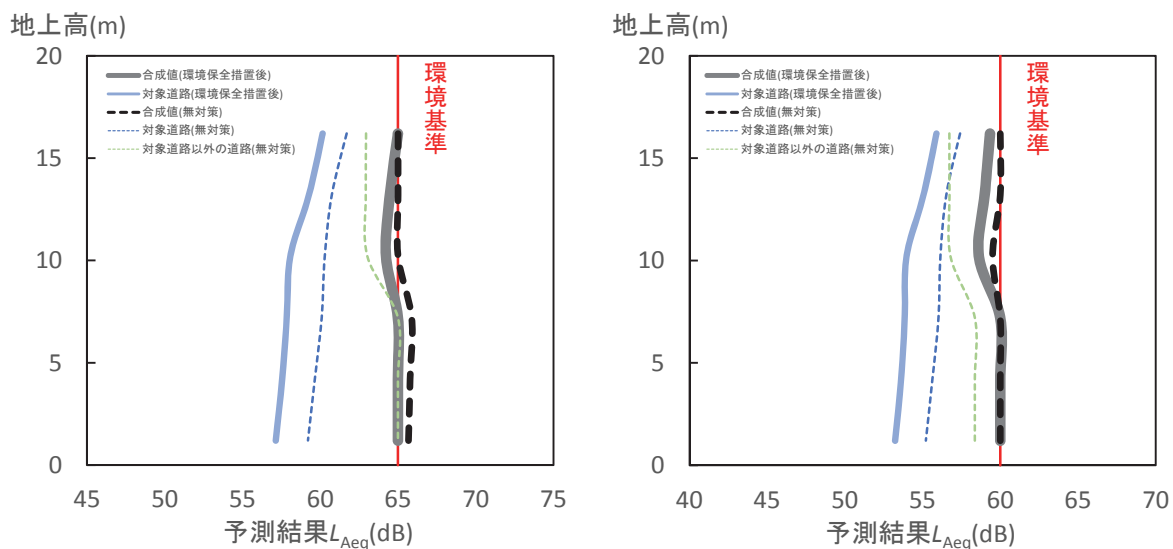 地上高(m)
20
15
10
5
0
合成値(環境保全措置後)
対象道路(環境保全措置後)
合成値(無対策)
対象道路(無対策)
対象道路以外の道路(無対策)
環境基準
45 50 55 60 65 70 75
予測結果LAeq(dB)
地上高(m)
20
15
10
5
0
合成値(環境保全措置後)
対象道路(環境保全措置後)
合成値(無対策)
対象道路(無対策)
対象道路以外の道路(無対策)
環境基準
40 45 50 55 60 65 70
予測結果LAeq(dB)